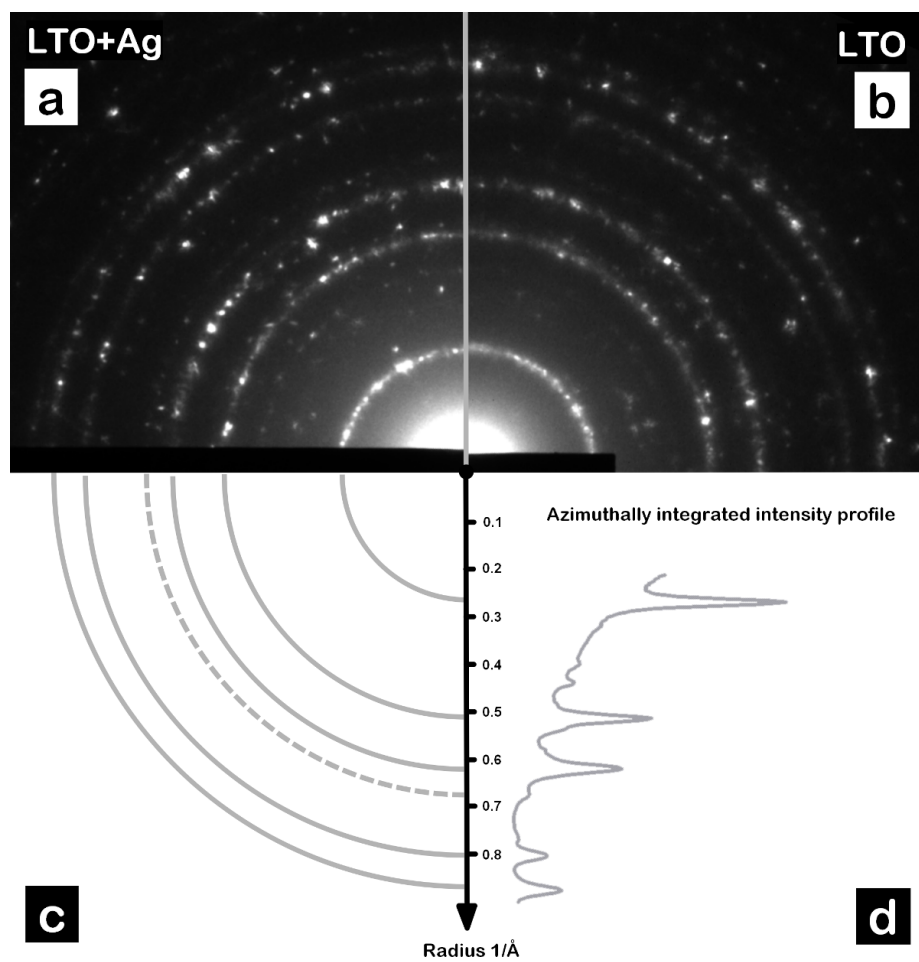 LTO+Ag
LTO
a
b
0.1
Azimuthally integrated intensity profile
0.2
0.3
0.4
0.5
0.6
0.7
0.8
c
d
Radius 1/Å